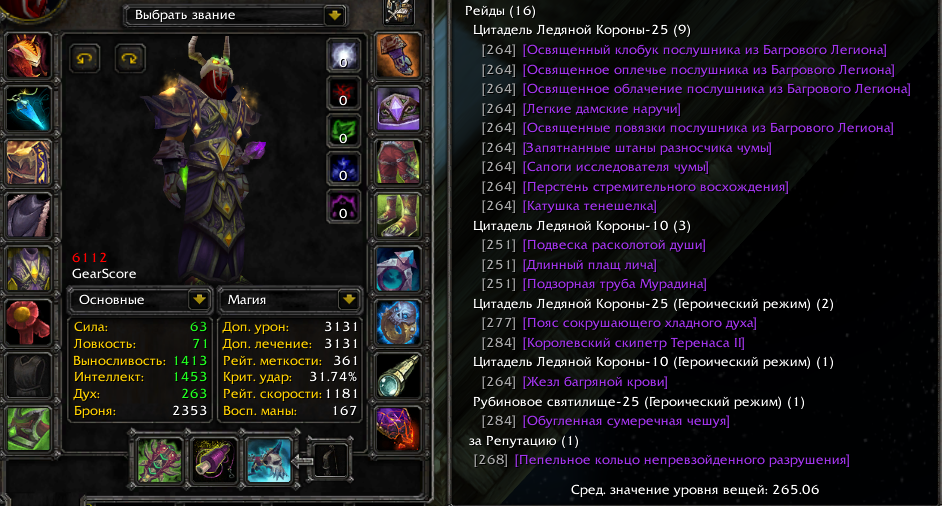 Выбрать звание
0
0
0
0
0
6112
GearScore
Основные
Магия
Сила: 63
Ловкость: 71
Выносливость: 1413
Интеллект: 1453
Дух: 263
Броня: 2353
Доп. урон: 3131
Доп. лечение: 3131
Рейт. меткости: 361
Крит. удар: 31.74%
Рейт. скорости: 1181
Восп. маны: 167
Рейды (16)
Цитадель Ледяной Короны-25 (9)
[264] [Освященный клобук послушника из Багрового Легиона]
[264] [Освященное оплечье послушника из Багрового Легиона]
[264] [Освященное облачение послушника из Багрового Легиона]
[264] [Легкие дамские наручи]
[264] [Освященные повязки послушника из Багрового Легиона]
[264] [Запятнанные штаны разносчика чумы]
[264] [Сапоги исследователя чумы]
[264] [Перстень стремительного восхождения]
[264] [Катушка тенешелка]
Цитадель Ледяной Короны-10 (3)
[251] [Подвеска расколотой души]
[251] [Длинный плащ лича]
[251] [Подзорная труба Мурадина]
Цитадель Ледяной Короны-25 (Героический режим) (2)
[277] [Пояс сокрушающего хладного духа]
[284] [Королевский скипетр Теренаса II]
Цитадель Ледяной Короны-10 (Героический режим) (1)
[264] [Жезл багряной крови]
Рубиновое святилище-25 (Героический режим) (1)
[284] [Обугленная сумеречная чешуя]
за Репутацию (1)
[268] [Пепельное кольцо непревзойденного разрушения]
Сред. значение уровня вещей: 265.06